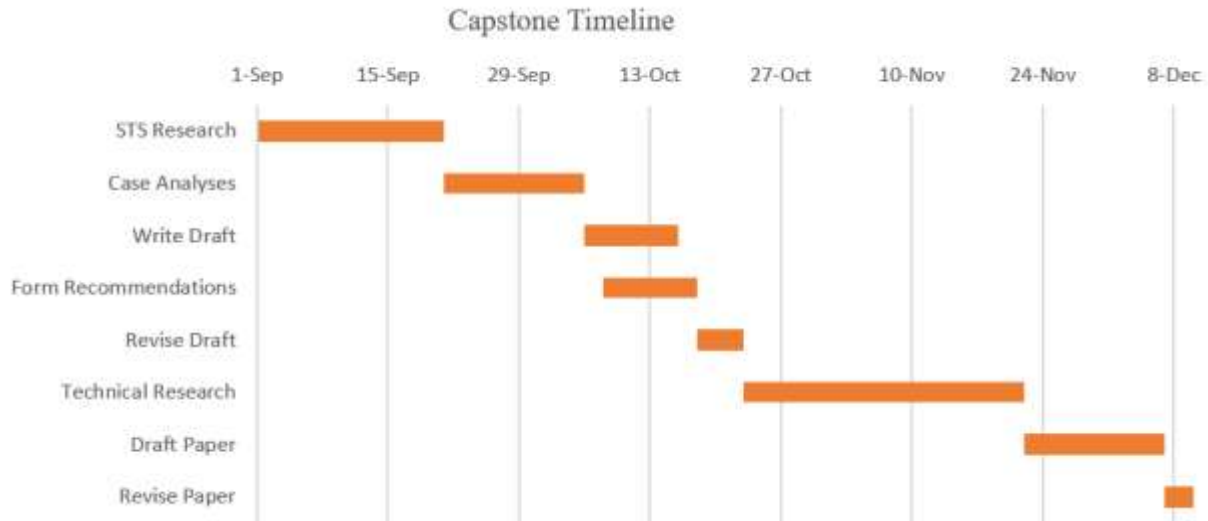 Capstone Timeline
1-Sep 15-Sep 29-Sep 13-Oct 27-Oct 10-Nov 24-Nov 8-Dec
STS Research
Case Analyses
Write Draft
Form Recommendations
Revise Draft
Technical Research
Draft Paper
Revise Paper